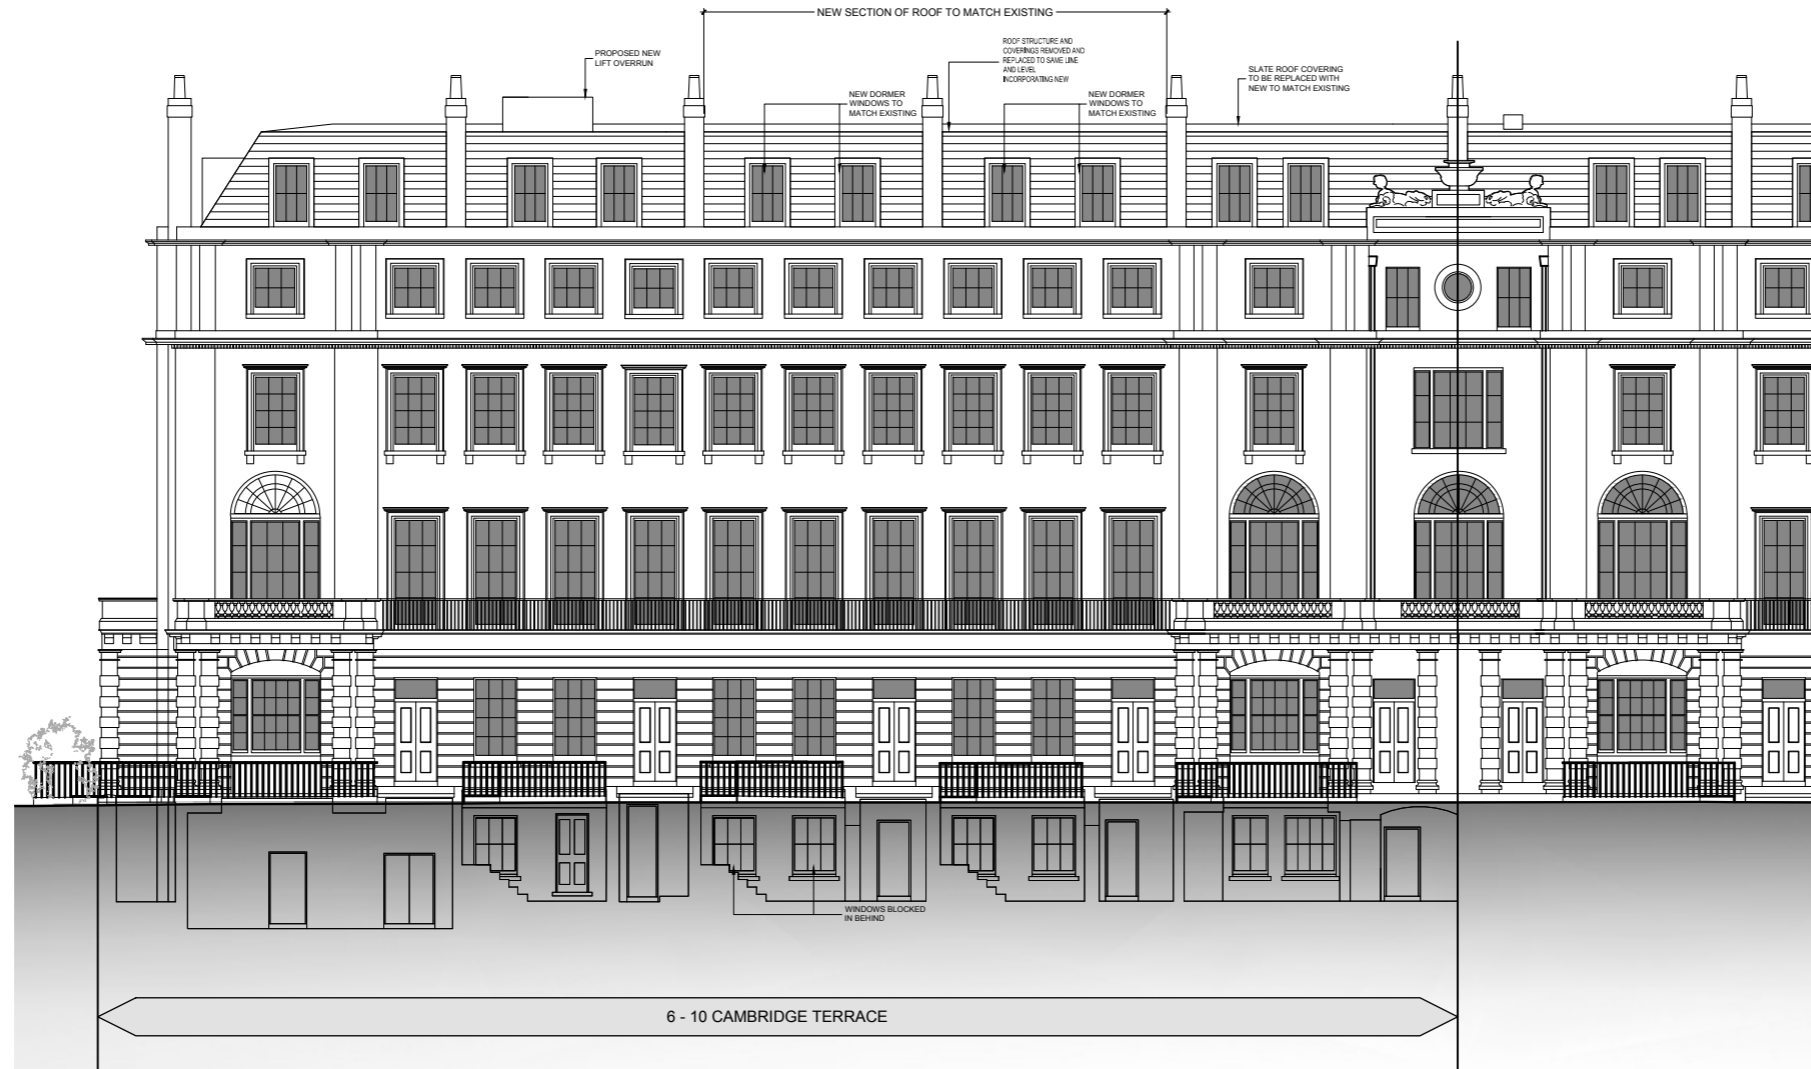 NEW SECTION OF ROOF TO MATCH EXISTING
PROPOSED NEW
LIFT OVERRUN
ROOF STRUCTURE AND
COVERINGS REMOVED AND
REPLACED TO SAME LINE
AND LEVEL
INCORPORATING NEW
SLATE ROOF COVERING
TO BE REPLACED WITH
NEW TO MATCH EXISTING
NEW DORMER
WINDOWS TO
MATCH EXISTING
NEW DORMER
WINDOWS TO
MATCH EXISTING
WINDOWS BLOCKED
IN BEHIND
6 - 10 CAMBRIDGE TERRACE